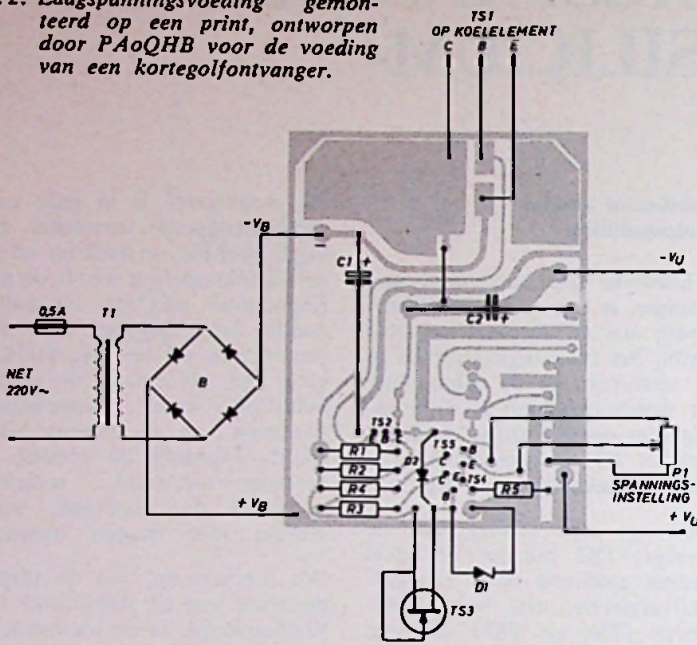 2. Laagspanningsvoeding gemon-
teerd op een print, ontworpen
door PAoQHB voor de voeding
van een kortegolfontvanger.
TS1
OP KOELELEMENT
C B E
-VB
C1 +
-VU
0,5A
T1
B
C2 +
NET
220V~
TS2
R1
R2
R4
R3
D2
TS5
B
E
C
TS4
B
R5
P1
SPANNINGS-
INSTELLING
+VB
+VU
D1
TS3